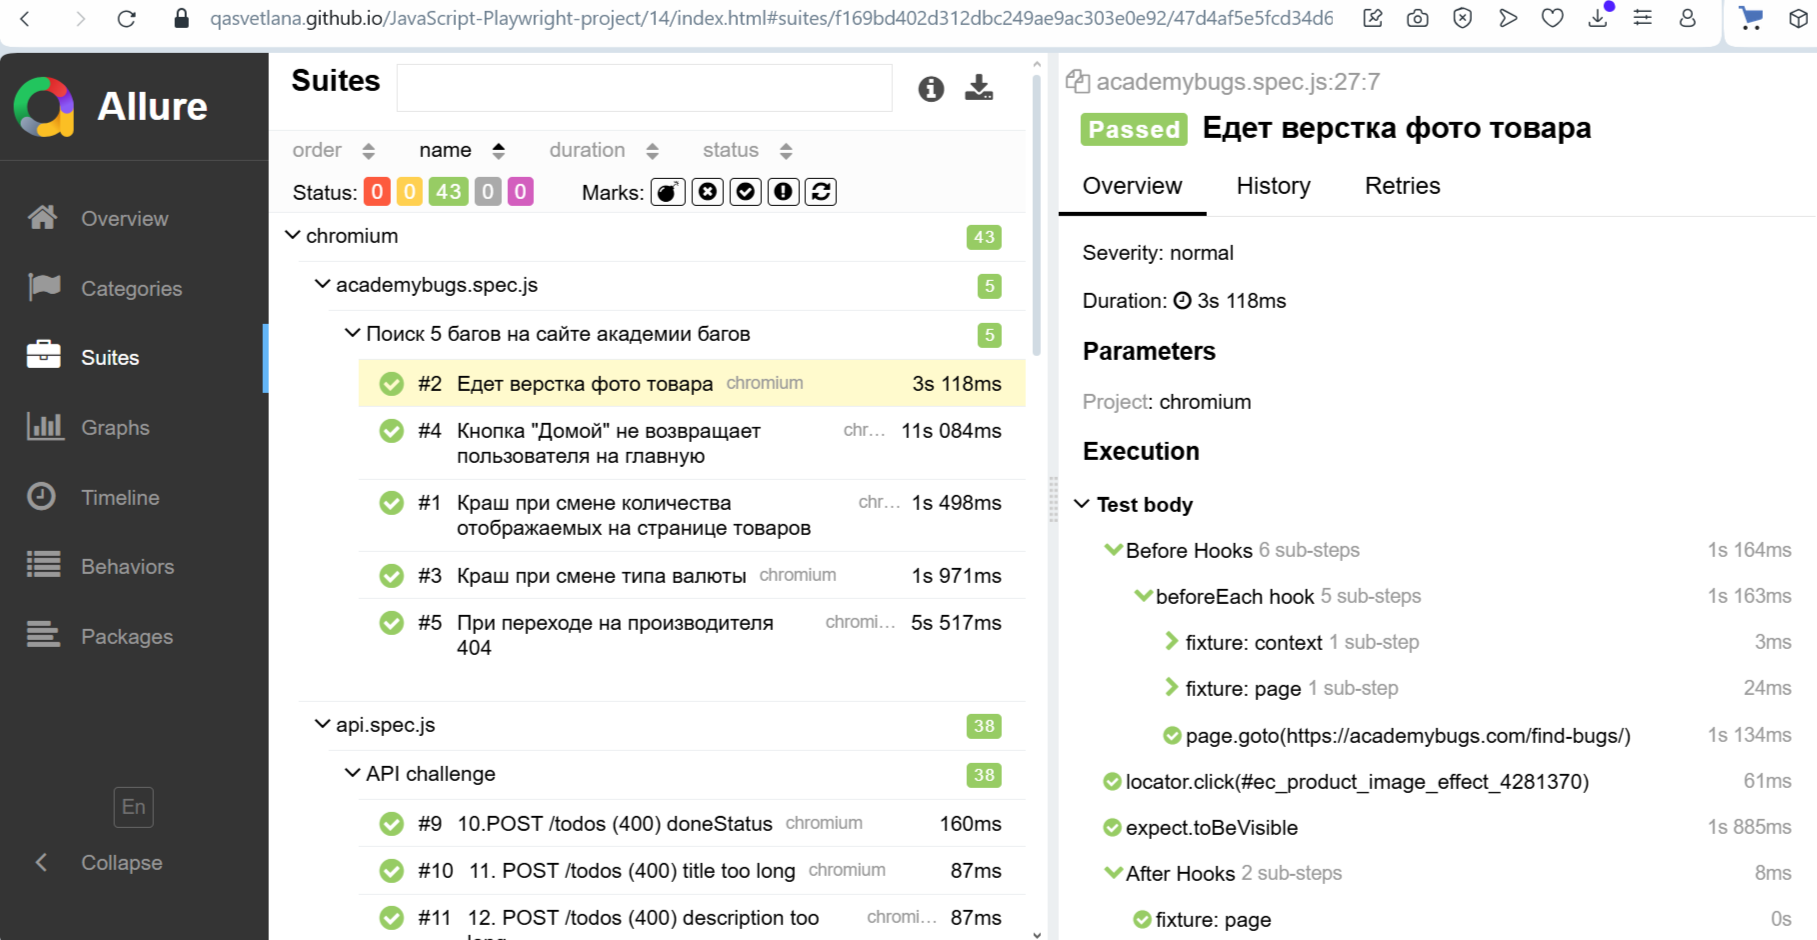 qasvetlana.github.io/JavaScript-Playwright-project/14/index.html#suites/f169bd402d312dbc249ae9ac303e0e92/47d4af5e5fcd34d6
Allure
Overview
Categories
Suites
Graphs
Timeline
Behaviors
Packages
En
Collapse
Suites
order name duration status
Status: 0 0 43 0 0 Marks:
chromium 43
academybugs.spec.js 5
Поиск 5 багов на сайте академии багов 5
#2 Едет верстка фото товара chromium 3s 118ms
#4 Кнопка "Домой" не возвращает chr... 11s 084ms
пользователя на главную
#1 Краш при смене количества chr... 1s 498ms
отображаемых на странице товаров
#3 Краш при смене типа валюты chromium 1s 971ms
#5 При переходе на производителя chromi... 5s 517ms
404
api.spec.js 38
API challenge 38
#9 10.POST /todos (400) doneStatus chromium 160ms
#10 11. POST /todos (400) title too long chromium 87ms
#11 12. POST /todos (400) description too chromi... 87ms
academybugs.spec.js:27:7
Passed Едет верстка фото товара
Overview History Retries
Severity: normal
Duration: 3s 118ms
Parameters
Project: chromium
Execution
Test body
Before Hooks 6 sub-steps 1s 164ms
beforeEach hook 5 sub-steps 1s 163ms
fixture: context 1 sub-step 3ms
fixture: page 1 sub-step 24ms
page.goto(https://academybugs.com/find-bugs/) 1s 134ms
locator.click(#ec_product_image_effect_4281370) 61ms
expect.toBeVisible 1s 885ms
After Hooks 2 sub-steps 8ms
fixture: page 0s